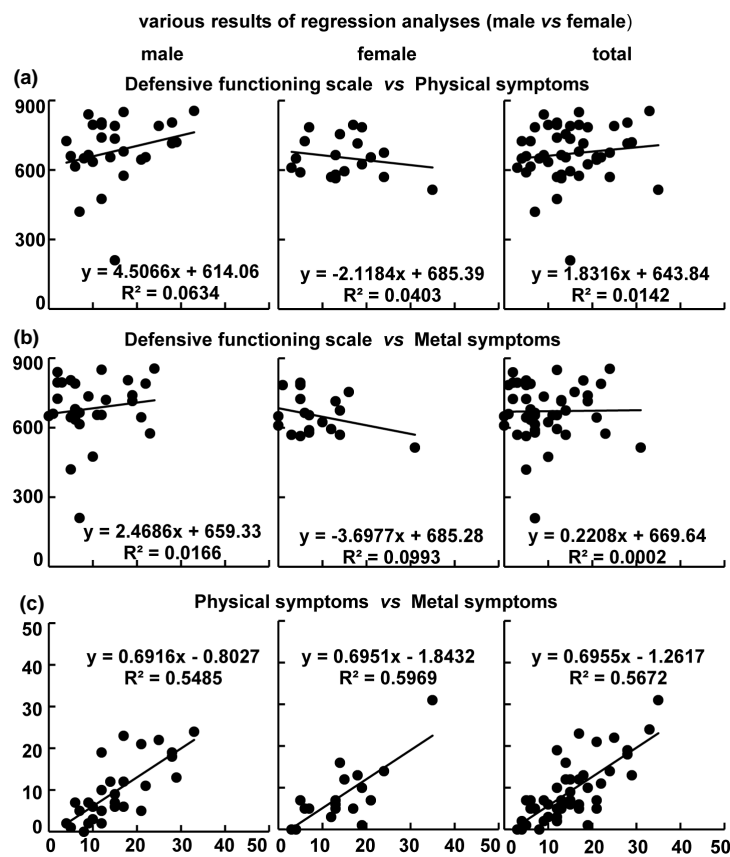 various results of regression analyses (male vs female)
male female total
(a) Defensive functioning scale vs Physical symptoms
900
600
300
0
y = 4.5066x + 614.06
R² = 0.0634
y = -2.1184x + 685.39
R² = 0.0403
y = 1.8316x + 643.84
R² = 0.0142
0 10 20 30 40 50
(b) Defensive functioning scale vs Metal symptoms
900
600
300
0
y = 2.4686x + 659.33
R² = 0.0166
y = -3.6977x + 685.28
R² = 0.0993
y = 0.2208x + 669.64
R² = 0.0002
(c) Physical symptoms vs Metal symptoms
50
40
30
20
10
0
y = 0.6916x - 0.8027
R² = 0.5485
y = 0.6951x - 1.8432
R² = 0.5969
y = 0.6955x - 1.2617
R² = 0.5672
0 10 20 30 40 50
0 10 20 30 40 50
0 10 20 30 40 50